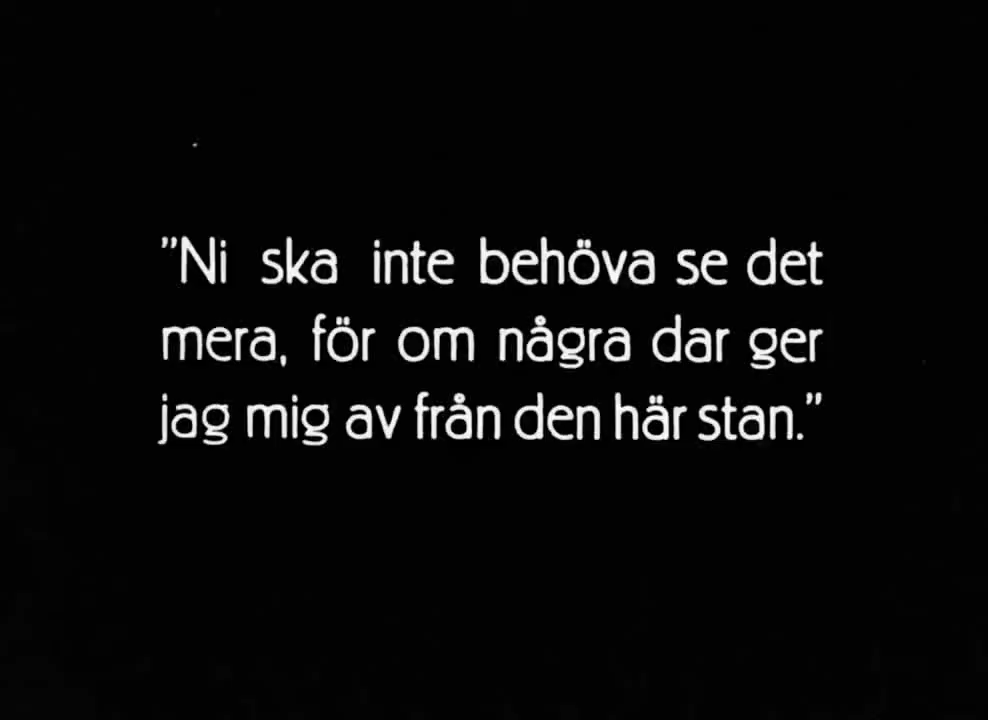 ”Ni ska inte behöva se det
mera, för om några dar ger
jag mig av från den här stan.”